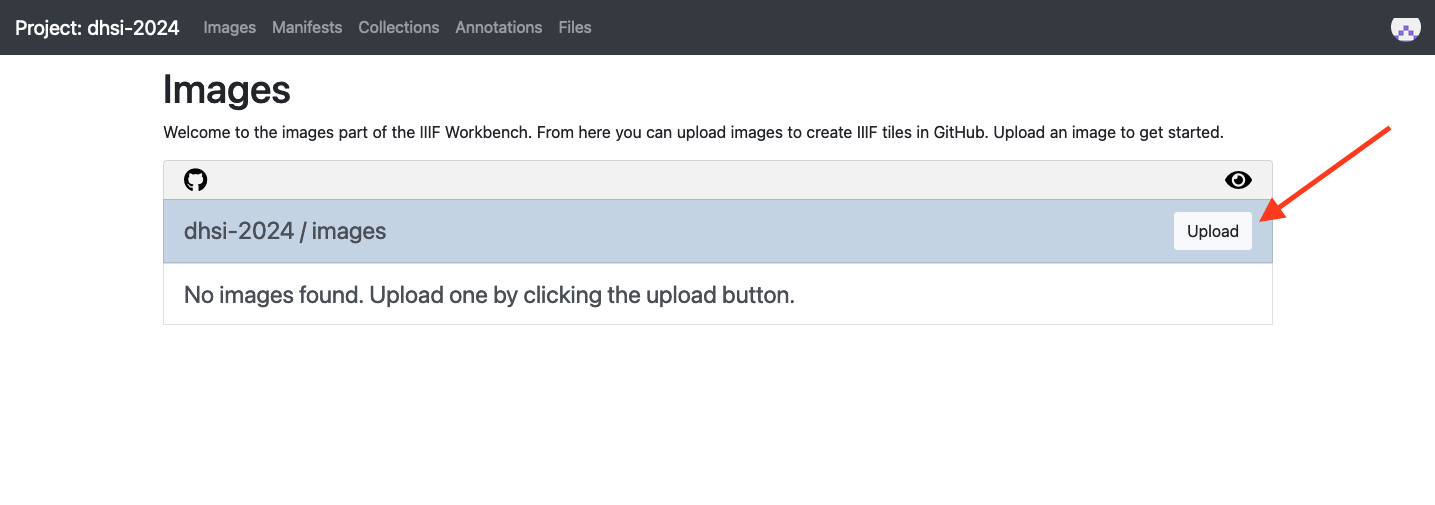 Project: dhsi-2024 Images Manifests Collections Annotations Files
Images
Welcome to the images part of the IIIF Workbench. From here you can upload images to create IIIF tiles in GitHub. Upload an image to get started.
dhsi-2024 / images Upload
No images found. Upload one by clicking the upload button.